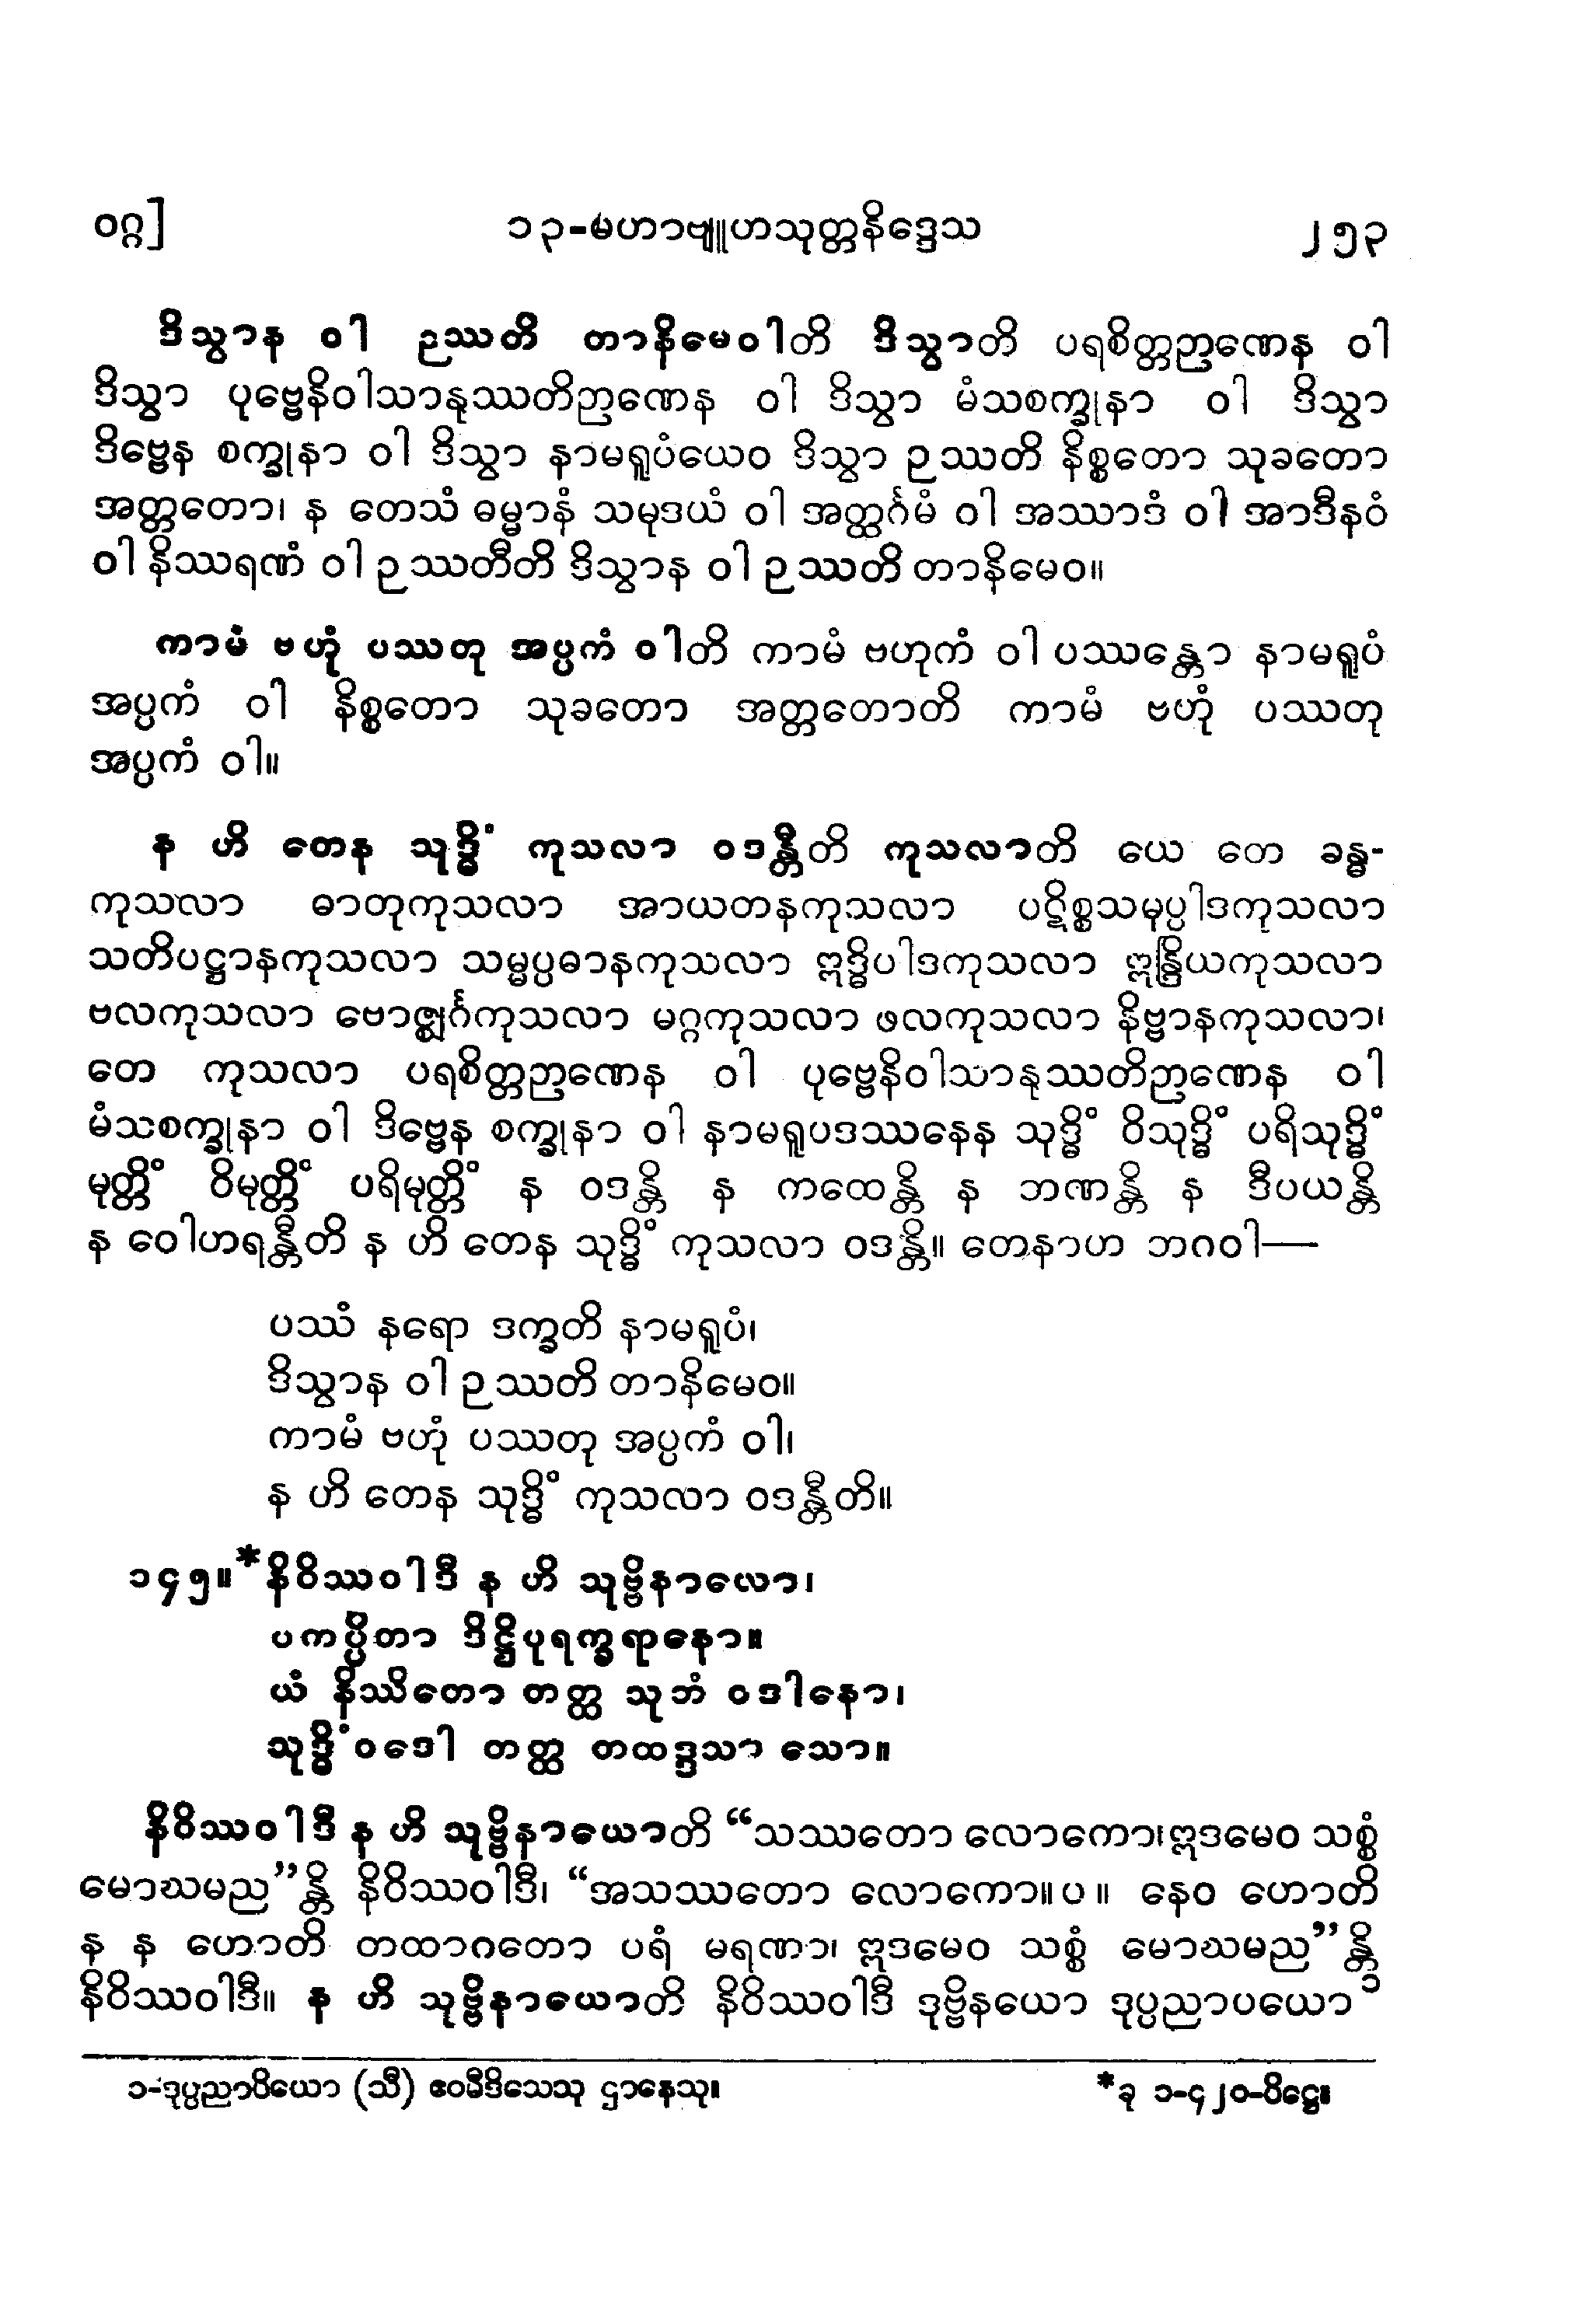 ဝဂ္ဂ]
၁၃-မဟာဗျူဟသုတ္တနိဒ္ဒေသ
၂၅၃
ဒိသွာန ဝါ ဉဿတိ တာနိမေဝါတိ ဒိသွာတိ ပရစိတ္တဉာဏေန ဝါ
ဒိသွာ ပုဗ္ဗေနိဝါသာနုဿတိဉာဏေန ဝါ ဒိသွာ မံသစက္ခုနာ ဝါ ဒိသွာ
ဒိဗ္ဗေန စက္ခုနာ ဝါ ဒိသွာ နာမရူပံယေဝ ဒိသွာ ဉဿတိ နိစ္စတော သုခတော
အတ္တတော၊ န တေသံ ဓမ္မာနံ သမုဒယံ ဝါ အတ္ထင်္ဂမံ ဝါ အဿာဒံ ဝါ အာဒီနဝံ
ဝါ နိဿရဏံ ဝါ ဉဿတီတိ ဒိသွာန ဝါ ဉဿတိ တာနိမေဝ။
ကာမံ ဗဟုံ ပဿတု အပ္ပကံ ဝါတိ ကာမံ ဗဟုကံ ဝါ ပဿန္တော နာမရူပံ
အပ္ပကံ ဝါ နိစ္စတော သုခတော အတ္တတောတိ ကာမံ ဗဟုံ ပဿတု
အပ္ပကံ ဝါ။
န ဟိ တေန သုဒ္ဓိံ ကုသလာ ဝဒန္တီတိ ကုသလာတိ ယေ တေ ခန္ဓ-
ကုသလာ ဓာတုကုသလာ အာယတနကုသလာ ပဋိစ္စသမုပ္ပါဒကုသလာ
သတိပဋ္ဌာနကုသလာ သမ္မပ္ပဓာနကုသလာ ဣဒ္ဓိပါဒကုသလာ ဣန္ဒြိယကုသလာ
ဗလကုသလာ ဗောဇ္ဈင်္ဂကုသလာ မဂ္ဂကုသလာ ဖလကုသလာ နိဗ္ဗာနကုသလာ၊
တေ ကုသလာ ပရစိတ္တဉာဏေန ဝါ ပုဗ္ဗေနိဝါသာနုဿတိဉာဏေန ဝါ
မံသစက္ခုနာ ဝါ ဒိဗ္ဗေန စက္ခုနာ ဝါ နာမရူပဒဿနေန သုဒ္ဓိံ ဝိသုဒ္ဓိံ ပရိသုဒ္ဓိံ
မုတ္တိံ ဝိမုတ္တိံ ပရိမုတ္တိံ န ဝဒန္တိ န ကထေန္တိ န ဘဏန္တိ န ဒီပယန္တိ
န ဝေါဟရန္တီတိ န ဟိ တေန သုဒ္ဓိံ ကုသလာ ဝဒန္တိ။ တေနာဟ ဘဂဝါ—
ပဿံ နရော ဒက္ခတိ နာမရူပံ၊
ဒိသွာန ဝါ ဉဿတိ တာနိမေဝ။
ကာမံ ဗဟုံ ပဿတု အပ္ပကံ ဝါ၊
န ဟိ တေန သုဒ္ဓိံ ကုသလာ ဝဒန္တီတိ။
၁၄၅။*နိဝိဿဝါဒီ န ဟိ သုဗ္ဗိနာယော၊
ပကပ္ပိတာ ဒိဋ္ဌိပုရက္ခရာနော။
ယံ နိဿိတော တတ္ထ သုဘံ ဝဒါနော၊
သုဒ္ဓိံဝဒေါ တတ္ထ တထဒ္ဒသာ သော။
နိဝိဿဝါဒီ န ဟိ သုဗ္ဗိနာယောတိ “သဿတော လောကော၊ဣဒမေဝ သစ္စံ
မောဃမည”န္တိ နိဝိဿဝါဒီ၊ “အသဿတော လောကော။ပ။ နေဝ ဟောတိ
န န ဟောတိ တထာဂတော ပရံ မရဏာ၊ ဣဒမေဝ သစ္စံ မောဃမည”န္တိ
နိဝိဿဝါဒီ။ န ဟိ သုဗ္ဗိနာယောတိ နိဝိဿဝါဒီ ဒုဗ္ဗိနယော ဒုပ္ပညာပယော၁
၁-ဒုပ္ပညာပိယော (သီ) ဧဝမီဒိသေသု ဌာနေသု။
*ခု ၁-၄၂၀-ပိဋ္ဌေ။